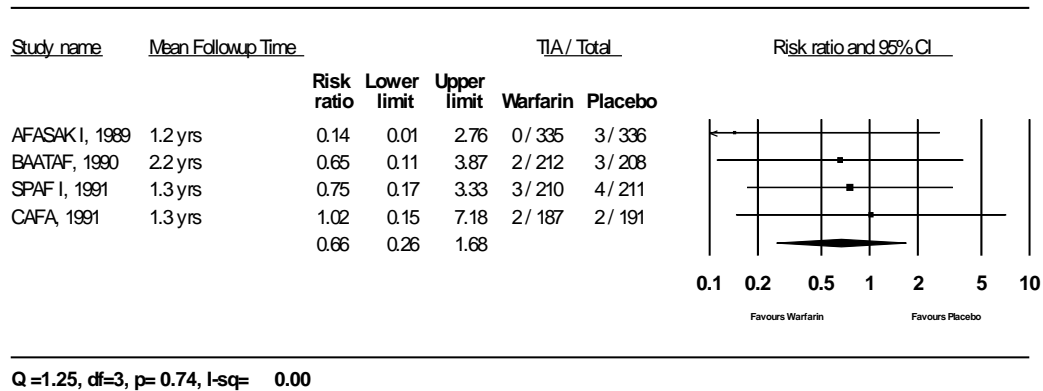 Study name Mean Followup Time TIA / Total Risk ratio and 95% CI
Risk ratio Lower limit Upper limit Warfarin Placebo
AFASAK I, 1989 1.2 yrs 0.14 0.01 2.76 0 / 335 3 / 336
BAATAF, 1990 2.2 yrs 0.65 0.11 3.87 2 / 212 3 / 208
SPAF I, 1991 1.3 yrs 0.75 0.17 3.33 3 / 210 4 / 211
CAFA, 1991 1.3 yrs 1.02 0.15 7.18 2 / 187 2 / 191
0.66 0.26 1.68
0.1 0.2 0.5 1 2 5 10
Favours Warfarin Favours Placebo
Q =1.25, df=3, p= 0.74, I-sq= 0.00